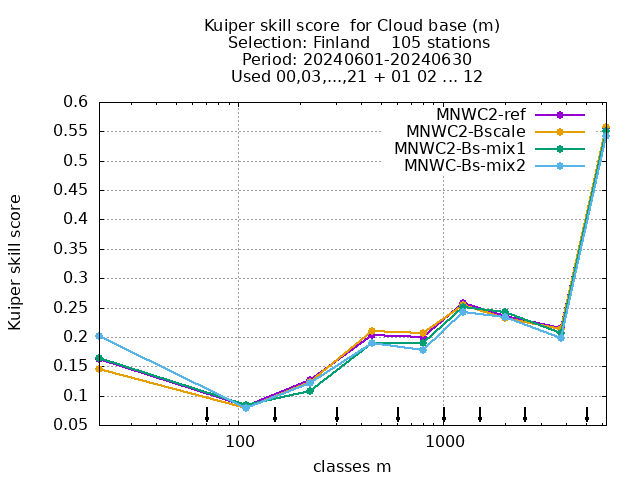 Kuiper skill score  for Cloud base (m)
Selection: Finland    105 stations
Period: 20240601-20240630
Used 00,03,...,21 + 01 02 ... 12
MNWC2-ref
MNWC2-Bscale
MNWC2-Bs-mix1
MNWC-Bs-mix2
Kuiper skill score
0.6
0.55
0.5
0.45
0.4
0.35
0.3
0.25
0.2
0.15
0.1
0.05
100
1000
classes m